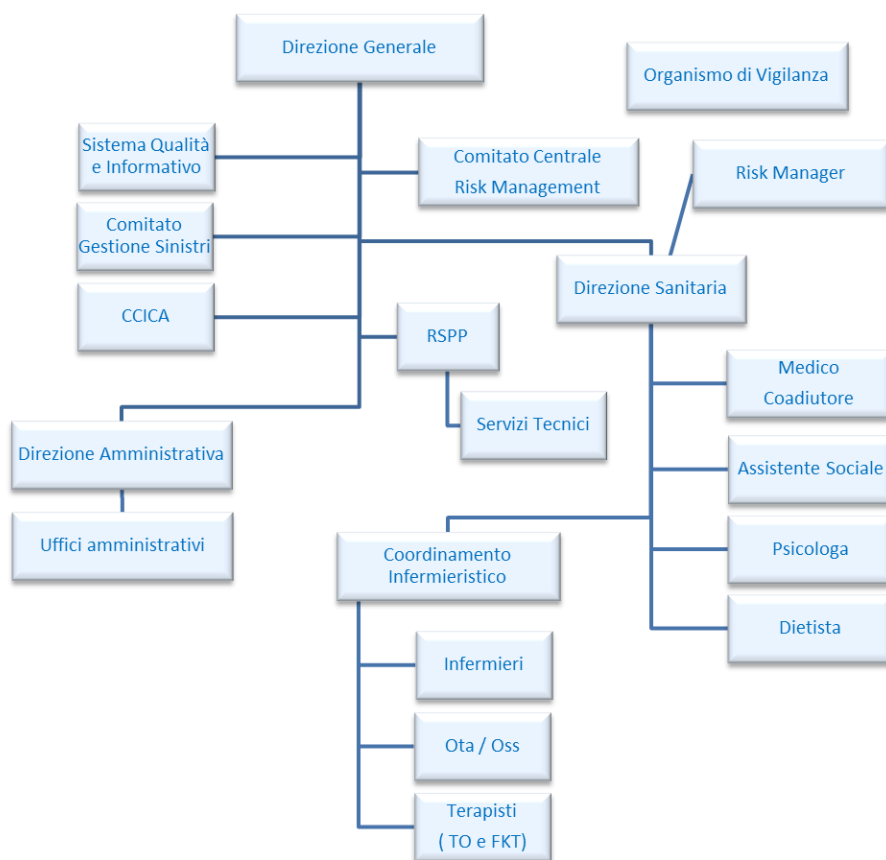 Direzione Generale
Organismo di Vigilanza
Sistema Qualità
e Informativo
Comitato Centrale
Risk Management
Risk Manager
Comitato
Gestione Sinistri
Direzione Sanitaria
CCICA
RSPP
Medico
Coadiutore
Servizi Tecnici
Direzione Amministrativa
Assistente Sociale
Uffici amministrativi
Coordinamento
Infermieristico
Psicologa
Dietista
Infermieri
Ota / Oss
Terapisti
( TO e FKT)